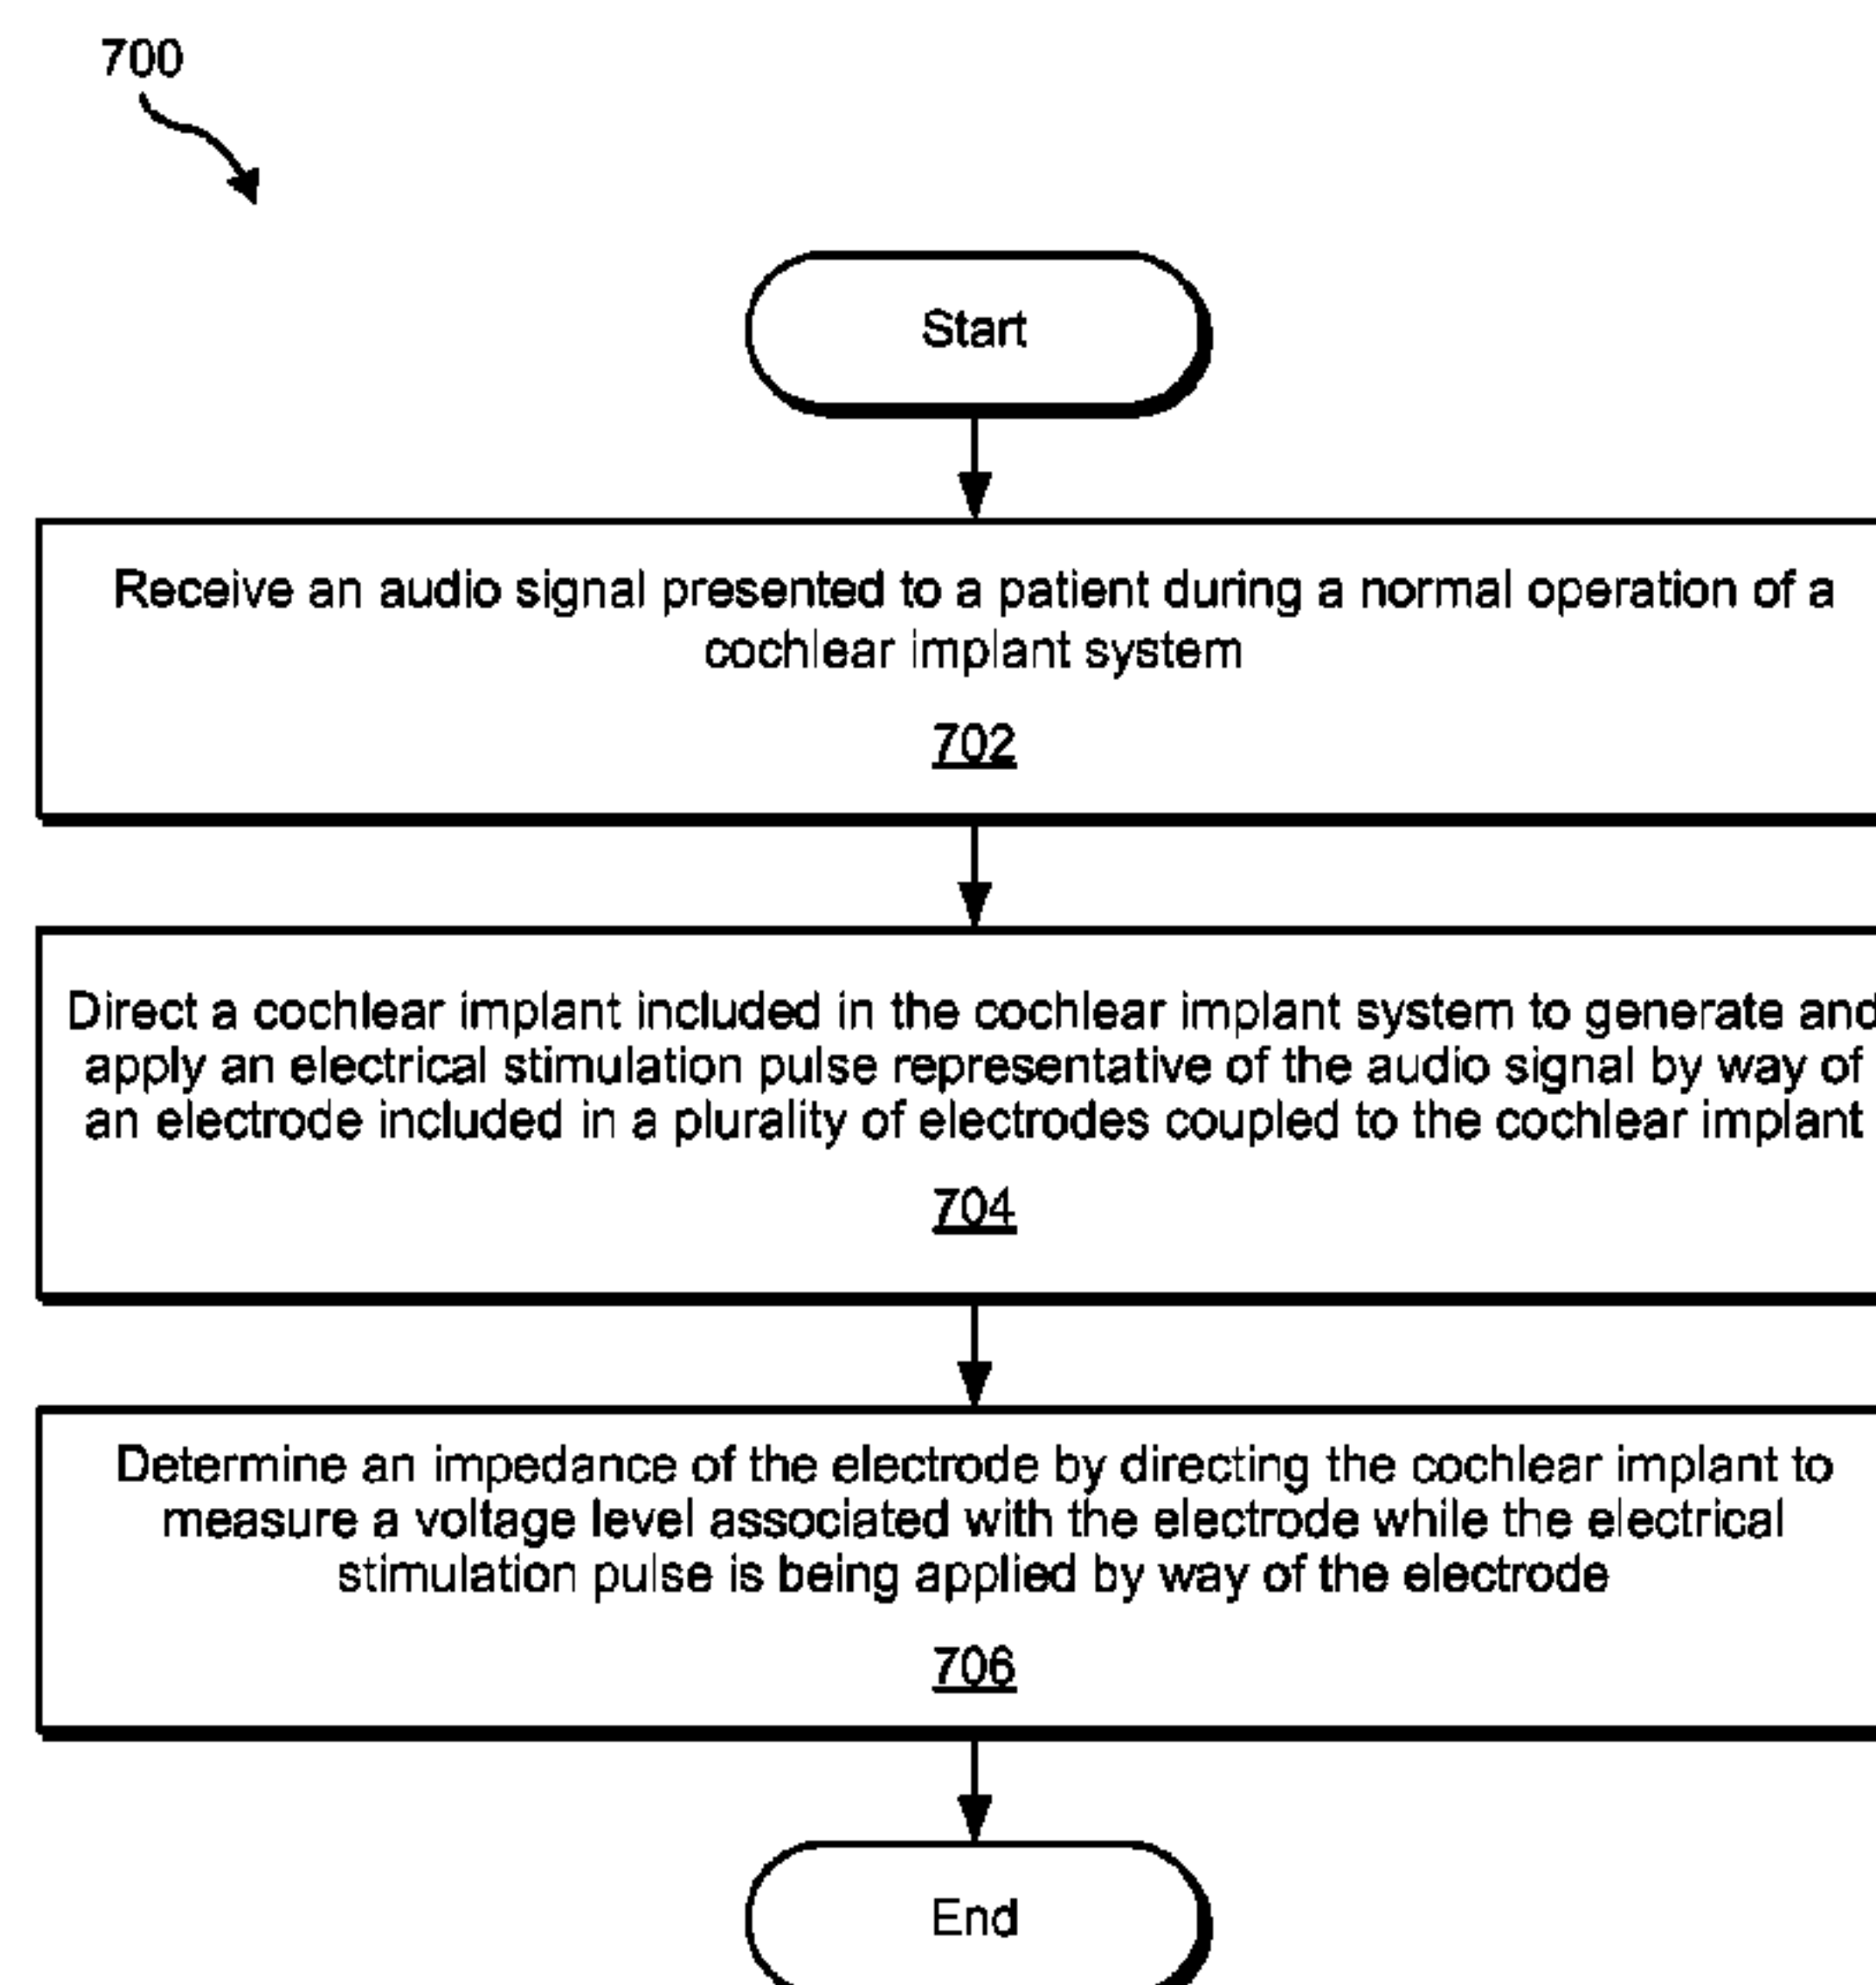 700
Start
Receive an audio signal presented to a patient during a normal operation of a
cochlear implant system
702
Direct a cochlear implant included in the cochlear implant system to generate and
apply an electrical stimulation pulse representative of the audio signal by way of
an electrode included in a plurality of electrodes coupled to the cochlear implant
704
Determine an impedance of the electrode by directing the cochlear implant to
measure a voltage level associated with the electrode while the electrical
stimulation pulse is being applied by way of the electrode
706
End